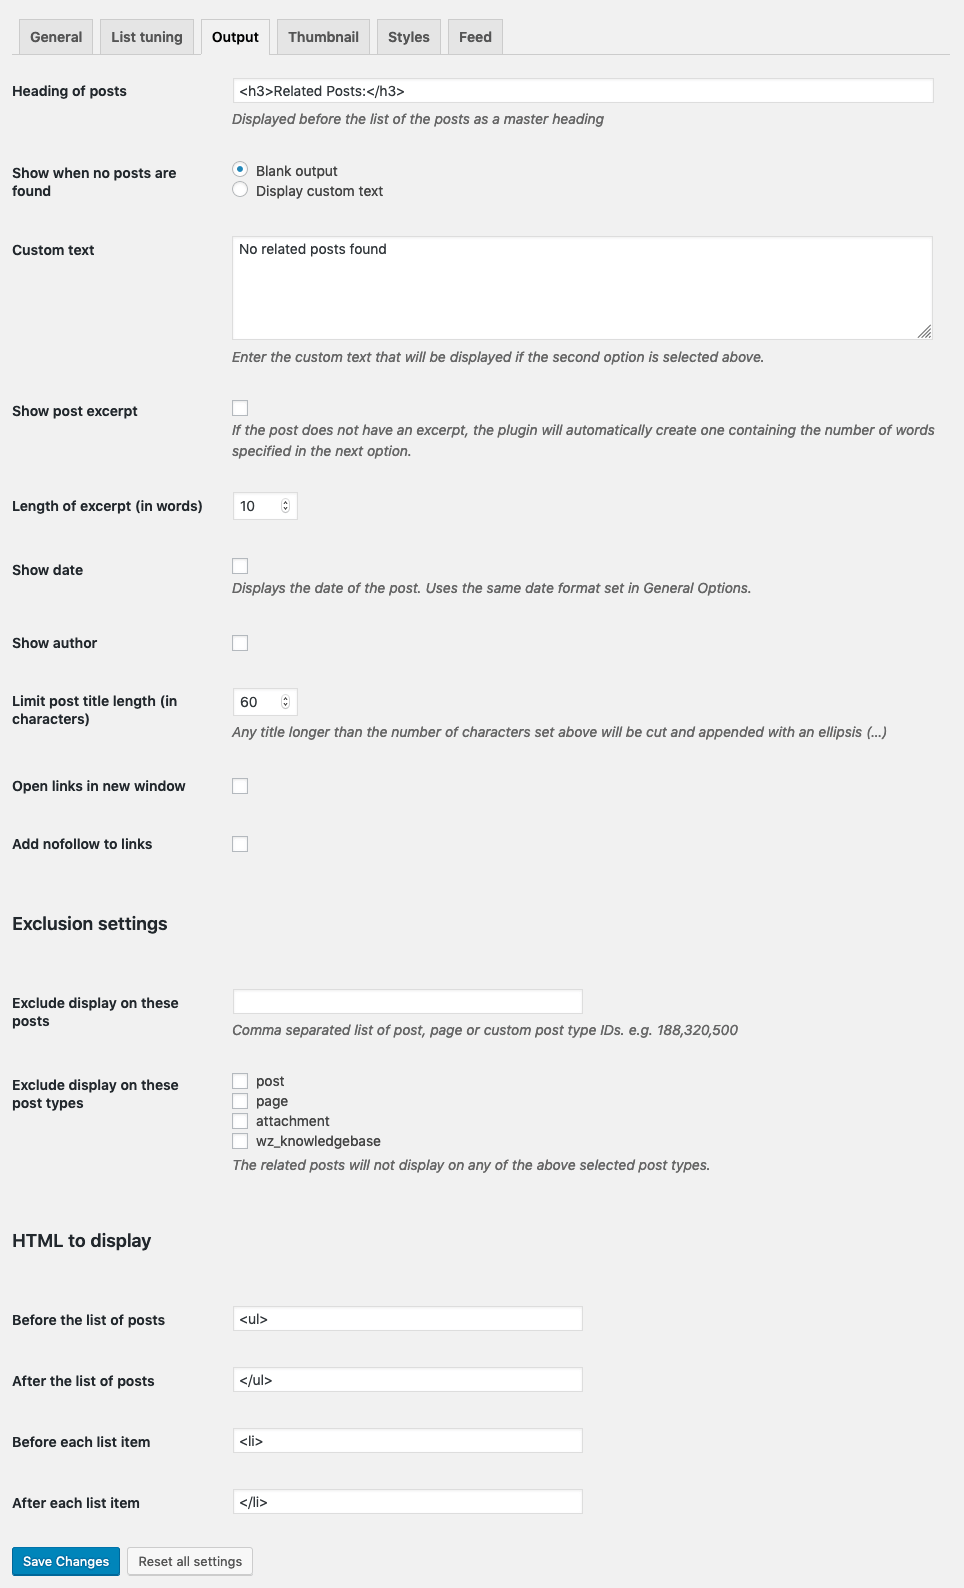 General List tuning Output Thumbnail Styles Feed
Heading of posts <h3>Related Posts:</h3>
Displayed before the list of the posts as a master heading
Show when no posts are found
Blank output
Display custom text
Custom text
No related posts found
Enter the custom text that will be displayed if the second option is selected above.
Show post excerpt
If the post does not have an excerpt, the plugin will automatically create one containing the number of words
specified in the next option.
Length of excerpt (in words) 10
Show date
Displays the date of the post. Uses the same date format set in General Options.
Show author
Limit post title length (in
characters)
60
Any title longer than the number of characters set above will be cut and appended with an ellipsis (...)
Open links in new window
Add nofollow to links
Exclusion settings
Exclude display on these
posts
Comma separated list of post, page or custom post type IDs. e.g. 188,320,500
Exclude display on these
post types
post
page
attachment
wz_knowledgebase
The related posts will not display on any of the above selected post types.
HTML to display
Before the list of posts <ul>
After the list of posts </ul>
Before each list item <li>
After each list item </li>
Save Changes Reset all settings